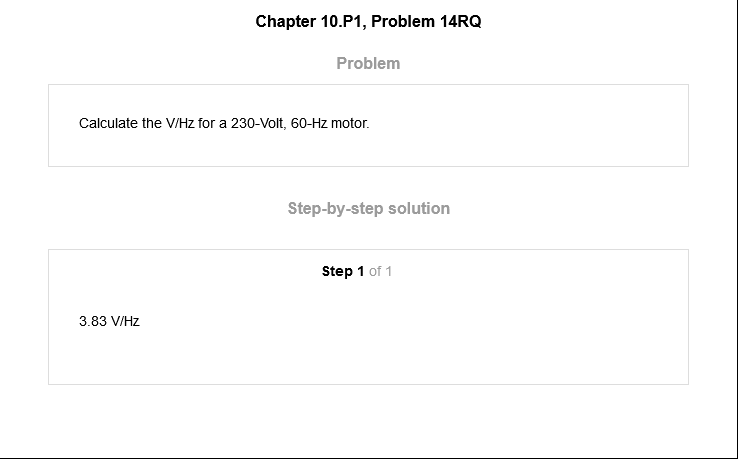 Chapter 10.P1, Problem 14RQ
Problem
Calculate the V/Hz for a 230-Volt, 60-Hz motor.
Step-by-step solution
Step 1 of 1
3.83 V/Hz